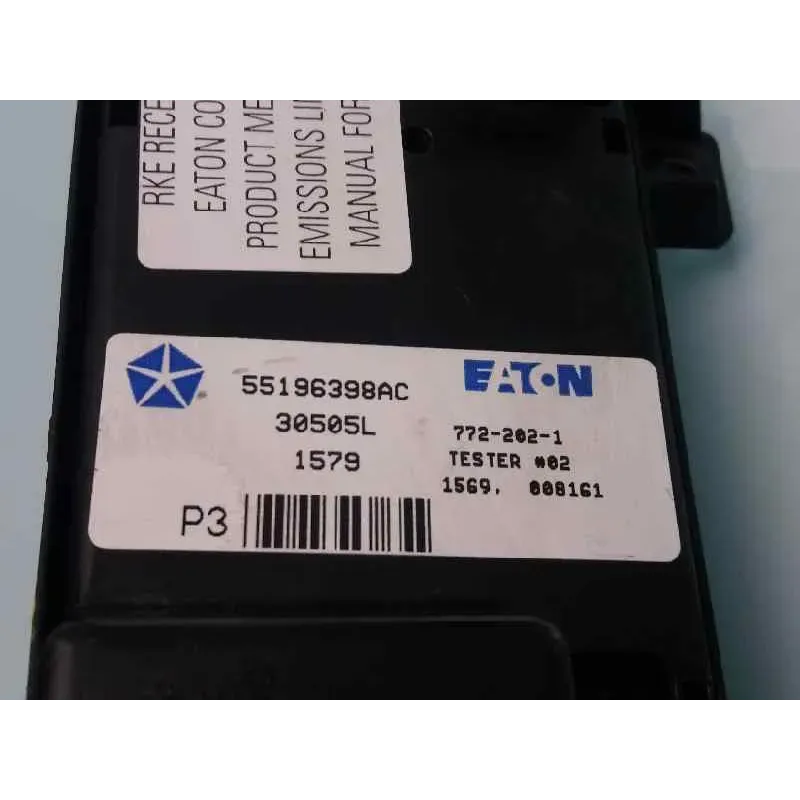 RKE RECE
EATON CO
PRODUCT ME
EMISSIONS LI
MANUAL FOR
55196398AC
30505L
1579
P3
EATON
772-202-1
TESTER #02
1569. 008161